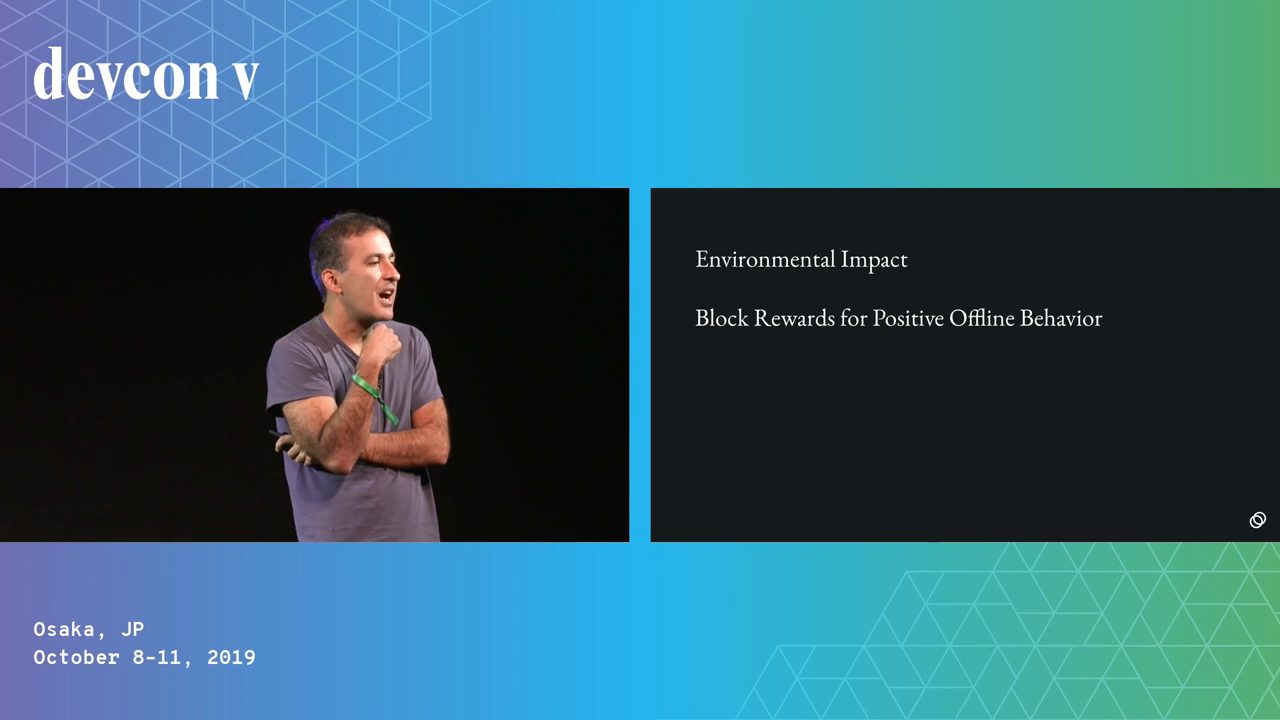 devcon v
Environmental Impact
Block Rewards for Positive Offline Behavior
Osaka, JP
October 8-11, 2019